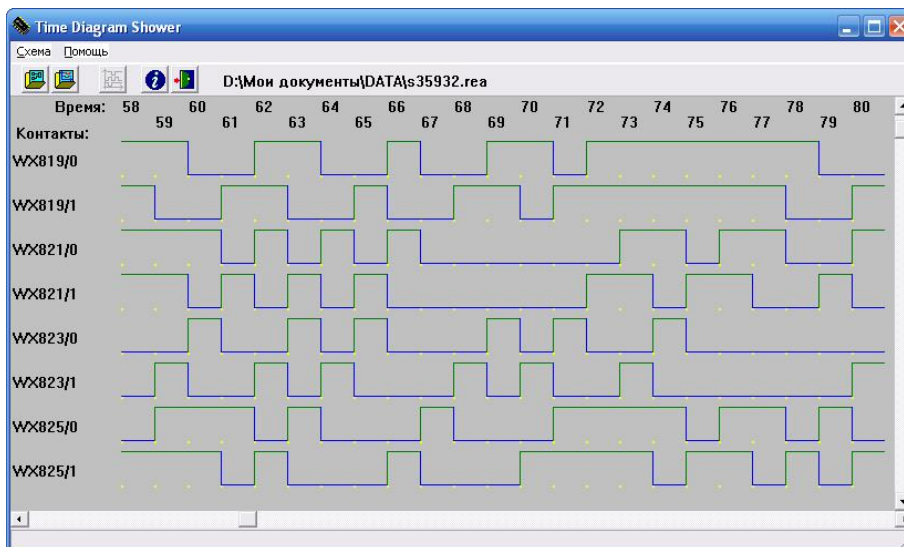 Time Diagram Shower
Схема Помощь
D:\Мои документы\DATA\s35932.rea
Время: 58 60 62 64 66 68 70 72 74 76 78 80
59 61 63 65 67 69 71 73 75 77 79
Контакты:
WX819/0
WX819/1
WX821/0
WX821/1
WX823/0
WX823/1
WX825/0
WX825/1